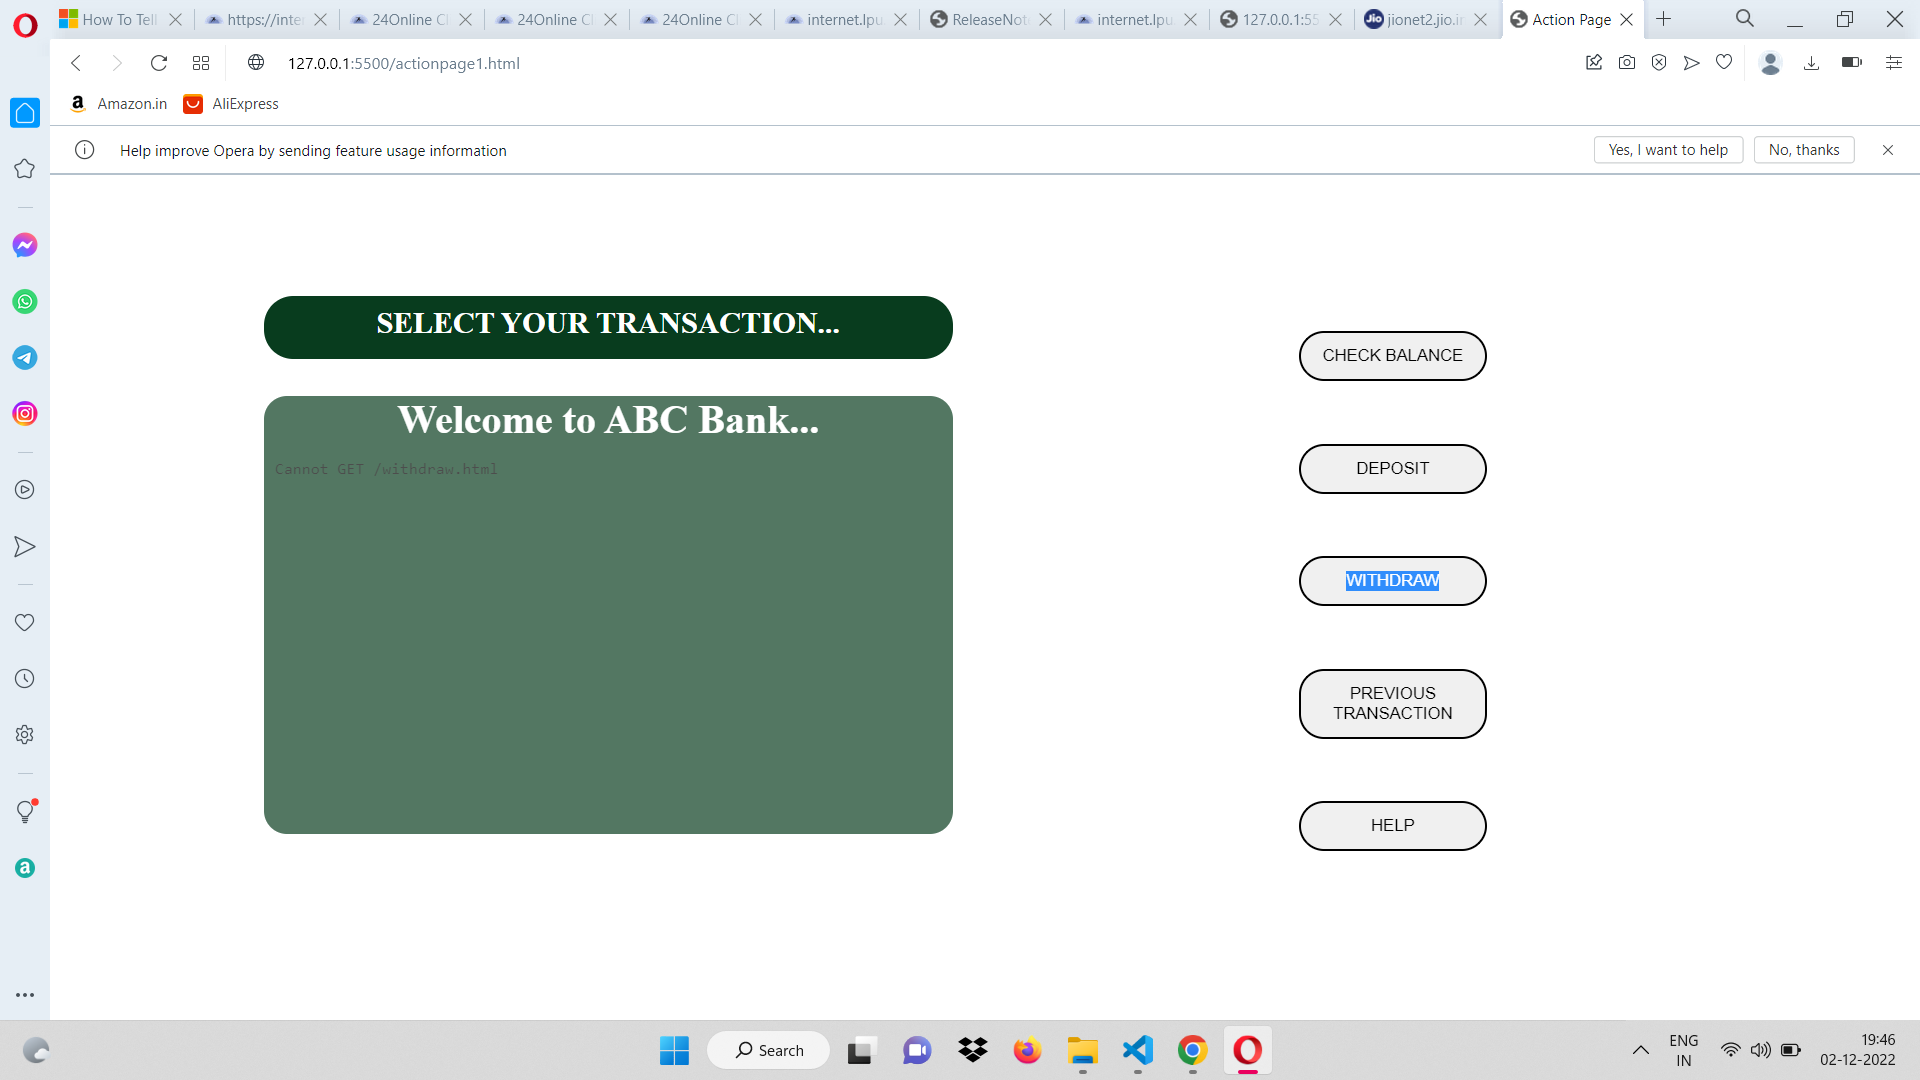 How To Tell
https://inte
24Online Cl
24Online Cl
24Online Cl
internet.lpu
ReleaseNot
internet.lpu
127.0.0.1:55
Jio
jionet2.jio.in
Action Page
127.0.0.1:5500/actionpage1.html
a Amazon.in
AliExpress
Help improve Opera by sending feature usage information
Yes, I want to help
No, thanks
SELECT YOUR TRANSACTION...
Welcome to ABC Bank...
Cannot GET /withdraw.html
CHECK BALANCE
DEPOSIT
WITHDRAW
PREVIOUS
TRANSACTION
HELP
a
Search
ENG
IN
19:46
02-12-2022